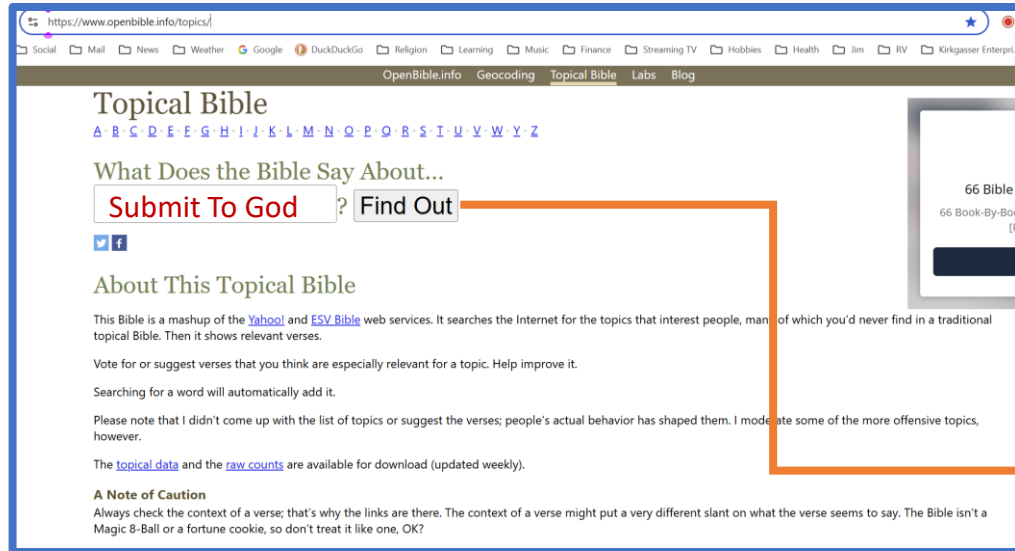 https://www.openbible.info/topics/
Social Mail News Weather Google DuckDuckGo Religion Learning Music Finance Streaming TV Hobbies Health Jim RV Kirkgasser Enterpri.
OpenBible.info Geocoding Topical Bible Labs Blog
Topical Bible
A · B · C · D · E · F · G · H · I · J · K · L · M · N · O · P · Q · R · S · T · U · V · W · Y · Z
What Does the Bible Say About...
Submit To God ? Find Out
66 Bible
66 Book-By-Boo
About This Topical Bible
This Bible is a mashup of the Yahoo! and ESV Bible web services. It searches the Internet for the topics that interest people, many of which you'd never find in a traditional
topical Bible. Then it shows relevant verses.
Vote for or suggest verses that you think are especially relevant for a topic. Help improve it.
Searching for a word will automatically add it.
Please note that I didn't come up with the list of topics or suggest the verses; people's actual behavior has shaped them. I moderate some of the more offensive topics,
however.
The topical data and the raw counts are available for download (updated weekly).
A Note of Caution
Always check the context of a verse; that's why the links are there. The context of a verse might put a very different slant on what the verse seems to say. The Bible isn't a
Magic 8-Ball or a fortune cookie, so don't treat it like one, OK?